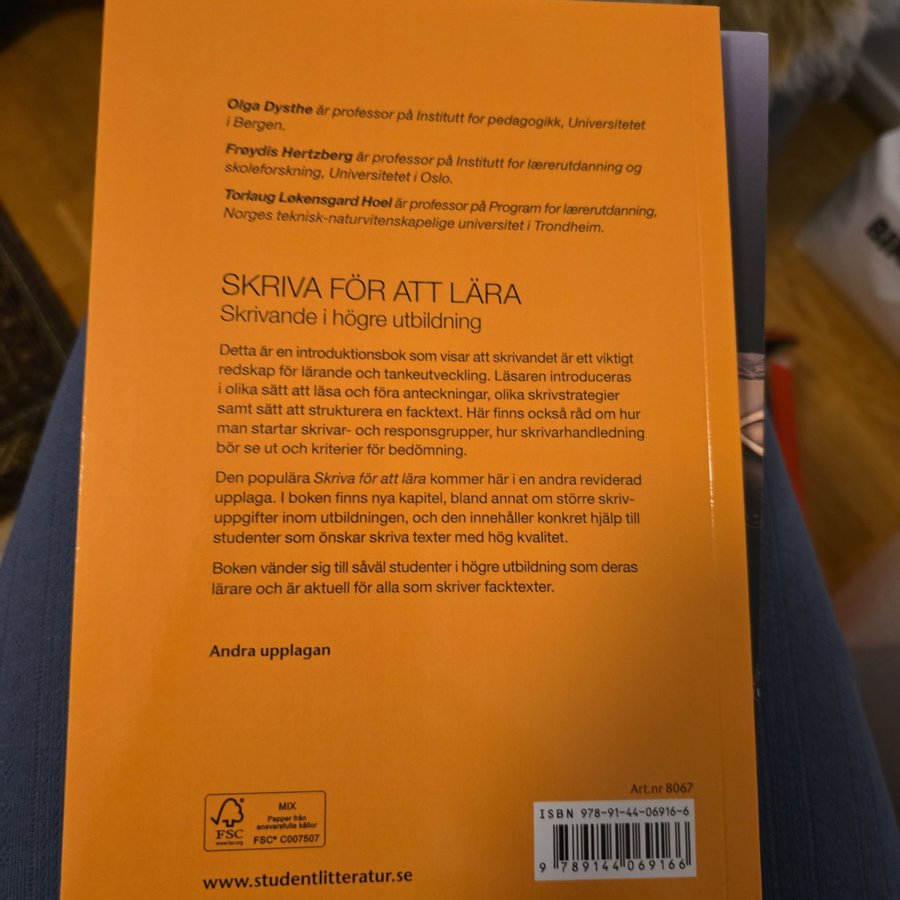 Olga Dysthe är professor på Institutt for pedagogikk, Universitetet
i Bergen.
Frøydis Hertzberg är professor på Institutt for lærerutdanning og
skoleforskning, Universitetet i Oslo.
Torlaug Løkensgard Hoel är professor på Program for lærerutdanning,
Norges teknisk-naturvitenskapelige universitet i Trondheim.
SKRIVA FÖR ATT LÄRA
Skrivande i högre utbildning
Detta är en introduktionsbok som visar att skrivandet är ett viktigt
redskap för lärande och tankeutveckling. Läsaren introduceras
i olika sätt att läsa och föra anteckningar, olika skrivstrategier
samt sätt att strukturera en facktext. Här finns också råd om hur
man startar skrivar- och responsgrupper, hur skrivarhandledning
bör se ut och kriterier för bedömning.
Den populära Skriva för att lära kommer här i en andra reviderad
upplaga. I boken finns nya kapitel, bland annat om större skriv-
uppgifter inom utbildningen, och den innehåller konkret hjälp till
studenter som önskar skriva texter med hög kvalitet.
Boken vänder sig till såväl studenter i högre utbildning som deras
lärare och är aktuell för alla som skriver facktexter.
Andra upplagan
Art.nr 8067
MIX
Papper från
ansvarsfulla källor
FSC® C007507
FSC
www.fsc.org
ISBN 978-91-44-06916-6
9 789144 069166
www.studentlitteratur.se